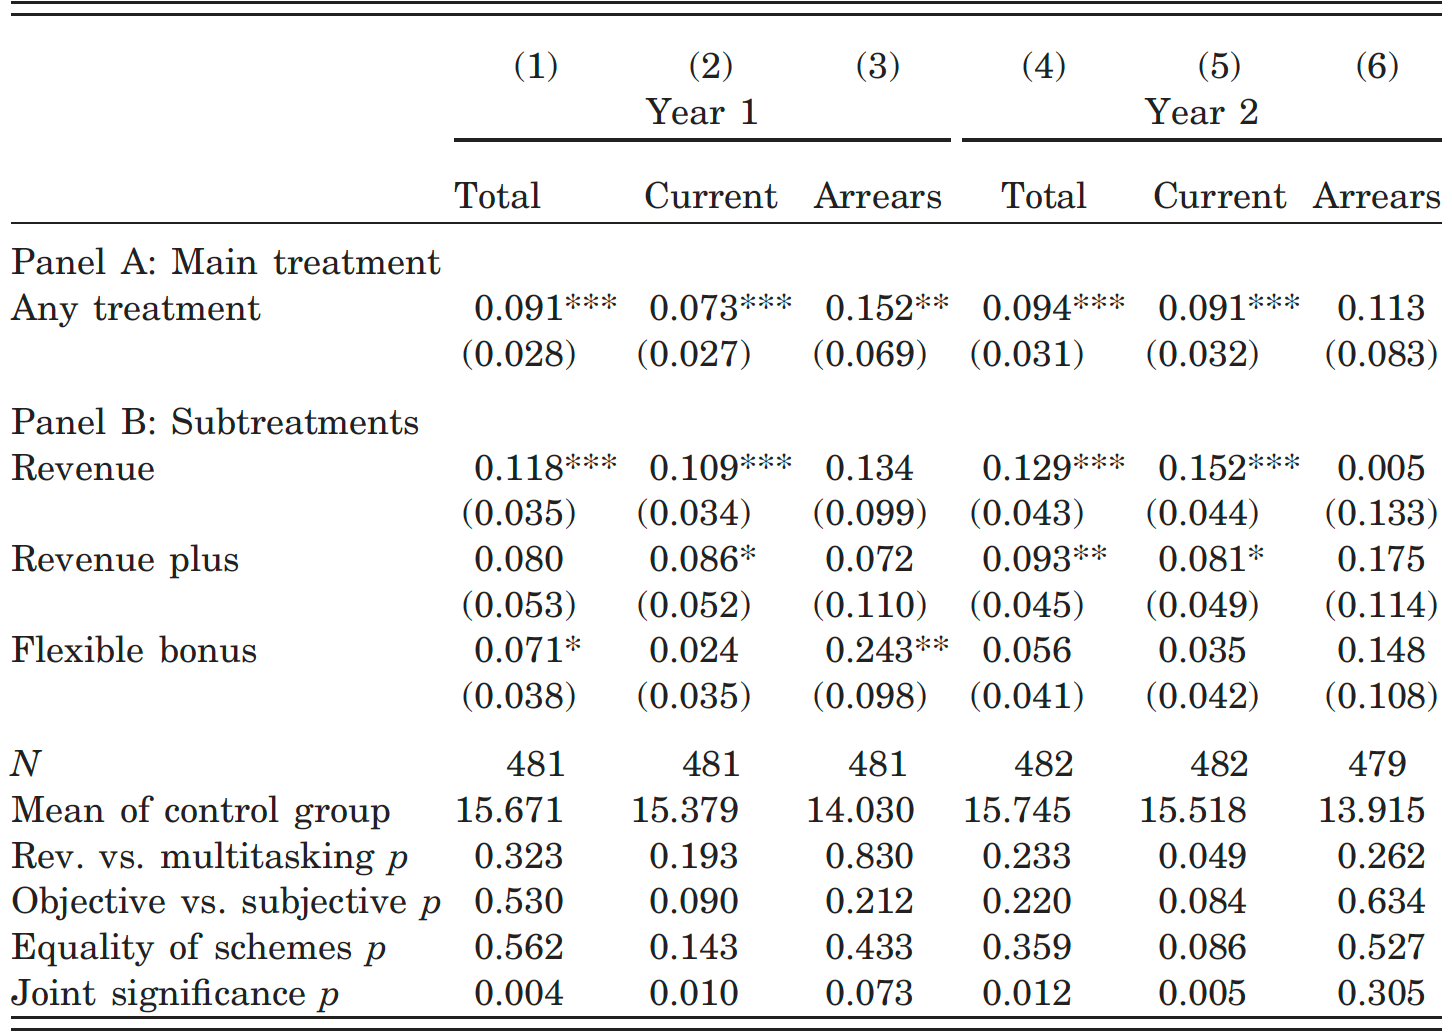 (1) (2) (3) (4) (5) (6)
Year 1 Year 2
Total Current Arrears Total Current Arrears
Panel A: Main treatment
Any treatment 0.091*** 0.073*** 0.152** 0.094*** 0.091*** 0.113
(0.028) (0.027) (0.069) (0.031) (0.032) (0.083)
Panel B: Subtreatments
Revenue 0.118*** 0.109*** 0.134 0.129*** 0.152*** 0.005
(0.035) (0.034) (0.099) (0.043) (0.044) (0.133)
Revenue plus 0.080 0.086* 0.072 0.093** 0.081* 0.175
(0.053) (0.052) (0.110) (0.045) (0.049) (0.114)
Flexible bonus 0.071* 0.024 0.243** 0.056 0.035 0.148
(0.038) (0.035) (0.098) (0.041) (0.042) (0.108)
N 481 481 481 482 482 479
Mean of control group 15.671 15.379 14.030 15.745 15.518 13.915
Rev. vs. multitasking p 0.323 0.193 0.830 0.233 0.049 0.262
Objective vs. subjective p 0.530 0.090 0.212 0.220 0.084 0.634
Equality of schemes p 0.562 0.143 0.433 0.359 0.086 0.527
Joint significance p 0.004 0.010 0.073 0.012 0.005 0.305